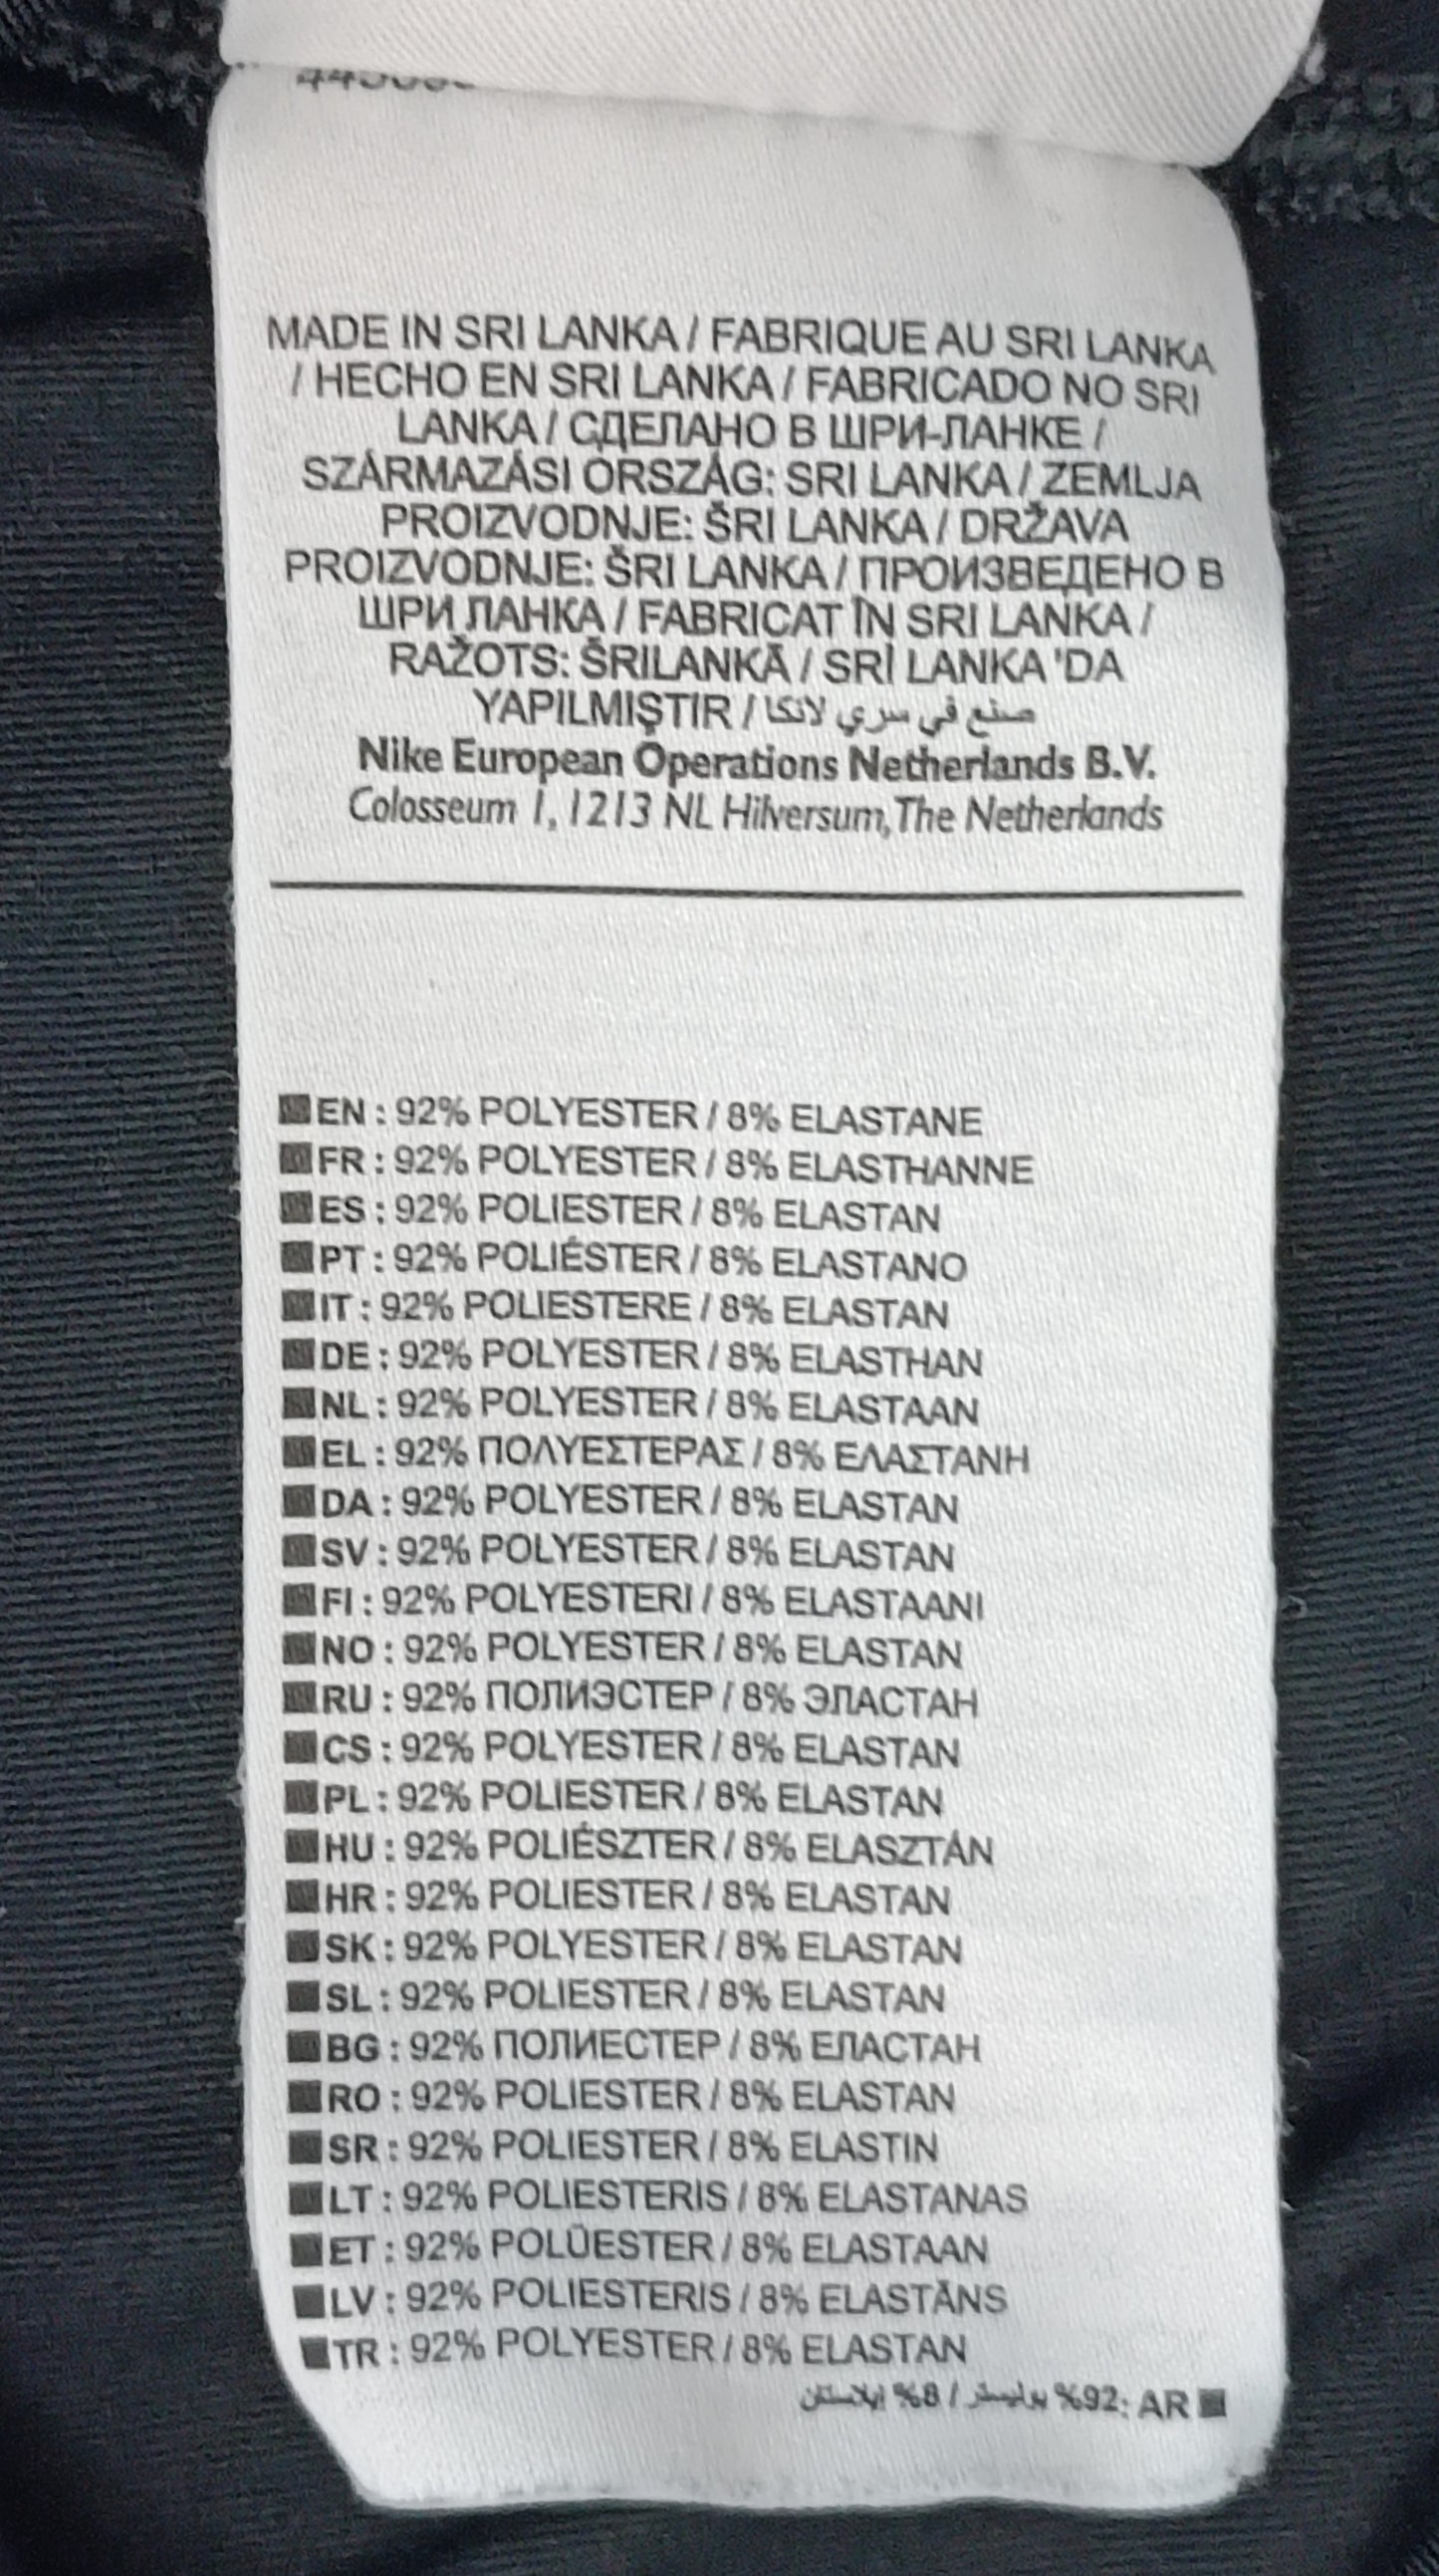 MADE IN SRI LANKA / FABRIQUE AU SRI LANKA
/ HECHO EN SRI LANKA / FABRICADO NO SRI
LANKA / СДЕЛАНО В ШРИ-ЛАНКЕ /
SZÁRMAZÁSI ORSZÁG: SRI LANKA / ZEMLJA
PROIZVODNJE: ŠRI LANKA / DRŽAVA
PROIZVODNJE: ŠRI LANKA / ПРОИЗВЕДЕНО В
ШРИ ЛАНКА / FABRICAT ÎN SRI LANKA /
RAŽOTS: ŠRILANKĀ / SRİ LANKA 'DA
YAPILMIŞTIR / صنع في سري لانكا
Nike European Operations Netherlands B.V.
Colosseum 1, 1213 NL Hilversum, The Netherlands
EN : 92% POLYESTER / 8% ELASTANE
FR : 92% POLYESTER / 8% ELASTHANNE
ES : 92% POLIESTER / 8% ELASTAN
PT : 92% POLIÉSTER / 8% ELASTANO
IT : 92% POLIESTERE / 8% ELASTAN
DE : 92% POLYESTER / 8% ELASTHAN
NL : 92% POLYESTER / 8% ELASTAAN
EL : 92% ΠΟΛΥΕΣΤΕΡΑΣ / 8% ΕΛΑΣΤΑΝΗ
DA : 92% POLYESTER / 8% ELASTAN
SV : 92% POLYESTER / 8% ELASTAN
FI : 92% POLYESTERI / 8% ELASTAANI
NO : 92% POLYESTER / 8% ELASTAN
RU : 92% ПОЛИЭСТЕР / 8% ЭЛАСТАН
CS : 92% POLYESTER / 8% ELASTAN
PL : 92% POLIESTER / 8% ELASTAN
HU : 92% POLIÉSZTER / 8% ELASZTÁN
HR : 92% POLIESTER / 8% ELASTAN
SK : 92% POLYESTER / 8% ELASTAN
SL : 92% POLIESTER / 8% ELASTAN
BG : 92% ПОЛИЕСТЕР / 8% ЕЛАСТАН
RO : 92% POLIESTER / 8% ELASTAN
SR : 92% POLIESTER / 8% ELASTIN
LT : 92% POLIESTERIS / 8% ELASTANAS
ET : 92% POLÜESTER / 8% ELASTAAN
LV : 92% POLIESTERIS / 8% ELASTĀNS
TR : 92% POLYESTER / 8% ELASTAN
AR :92% / 8%